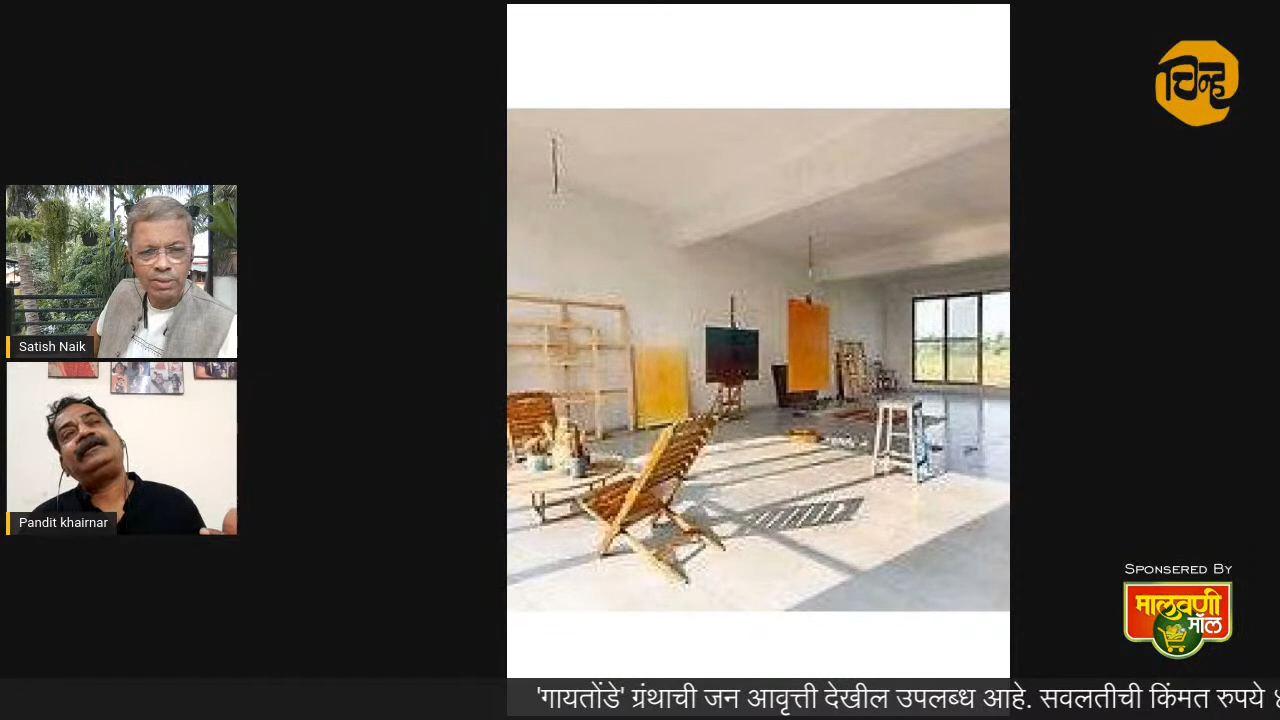 चिन्ह
Satish Naik
Pandit khairnar
SPONSERED BY
मालवणी
मॉल
'गायतोंडे' ग्रंथाची जन आवृत्ती देखील उपलब्ध आहे. सवलतीची किंमत रुपये